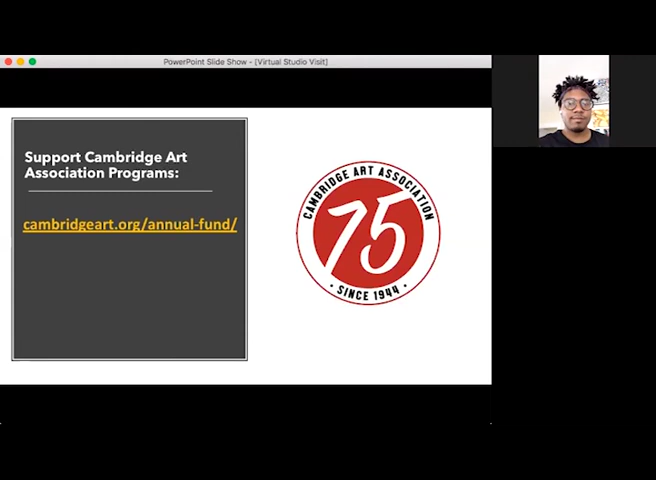 PowerPoint Slide Show - [Virtual Studio Visit]
Support Cambridge Art
Association Programs:
cambridgeart.org/annual-fund/
CAMBRIDGE ART ASSOCIATION
75
· SINCE 1944 ·